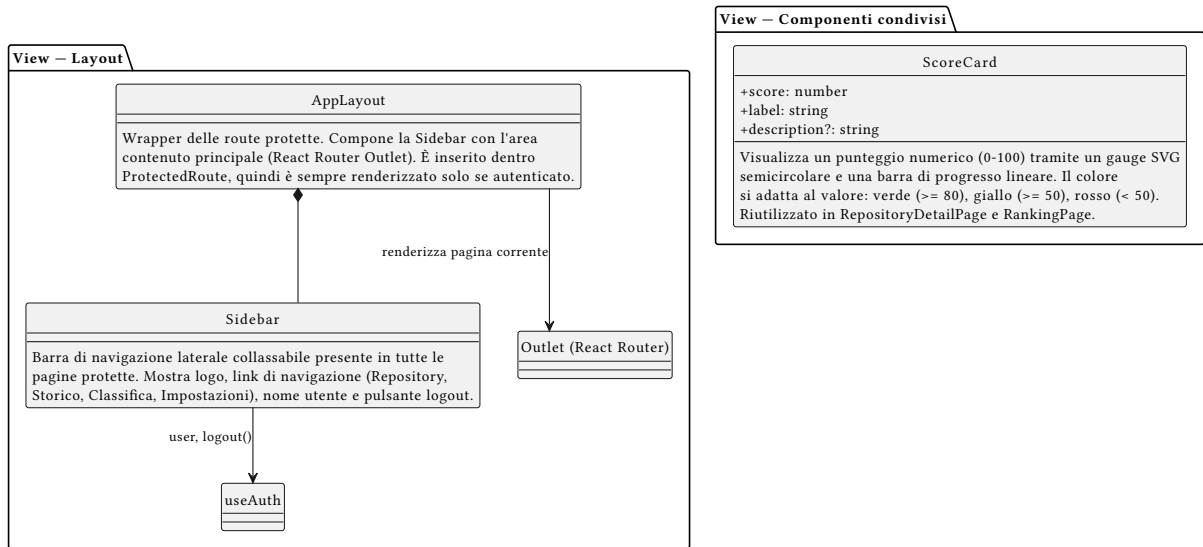 View — Layout
AppLayout
Wrapper delle route protette. Compone la Sidebar con l'area
contenuto principale (React Router Outlet). È inserito dentro
ProtectedRoute, quindi è sempre renderizzato solo se autenticato.
renderizza pagina corrente
Sidebar
Barra di navigazione laterale collassabile presente in tutte le
pagine protette. Mostra logo, link di navigazione (Repository,
Storico, Classifica, Impostazioni), nome utente e pulsante logout.
Outlet (React Router)
user, logout()
useAuth
View — Componenti condivisi
ScoreCard
+score: number
+label: string
+description?: string
Visualizza un punteggio numerico (0-100) tramite un gauge SVG
semicircolare e una barra di progresso lineare. Il colore
si adatta al valore: verde (>= 80), giallo (>= 50), rosso (< 50).
Riutilizzato in RepositoryDetailPage e RankingPage.